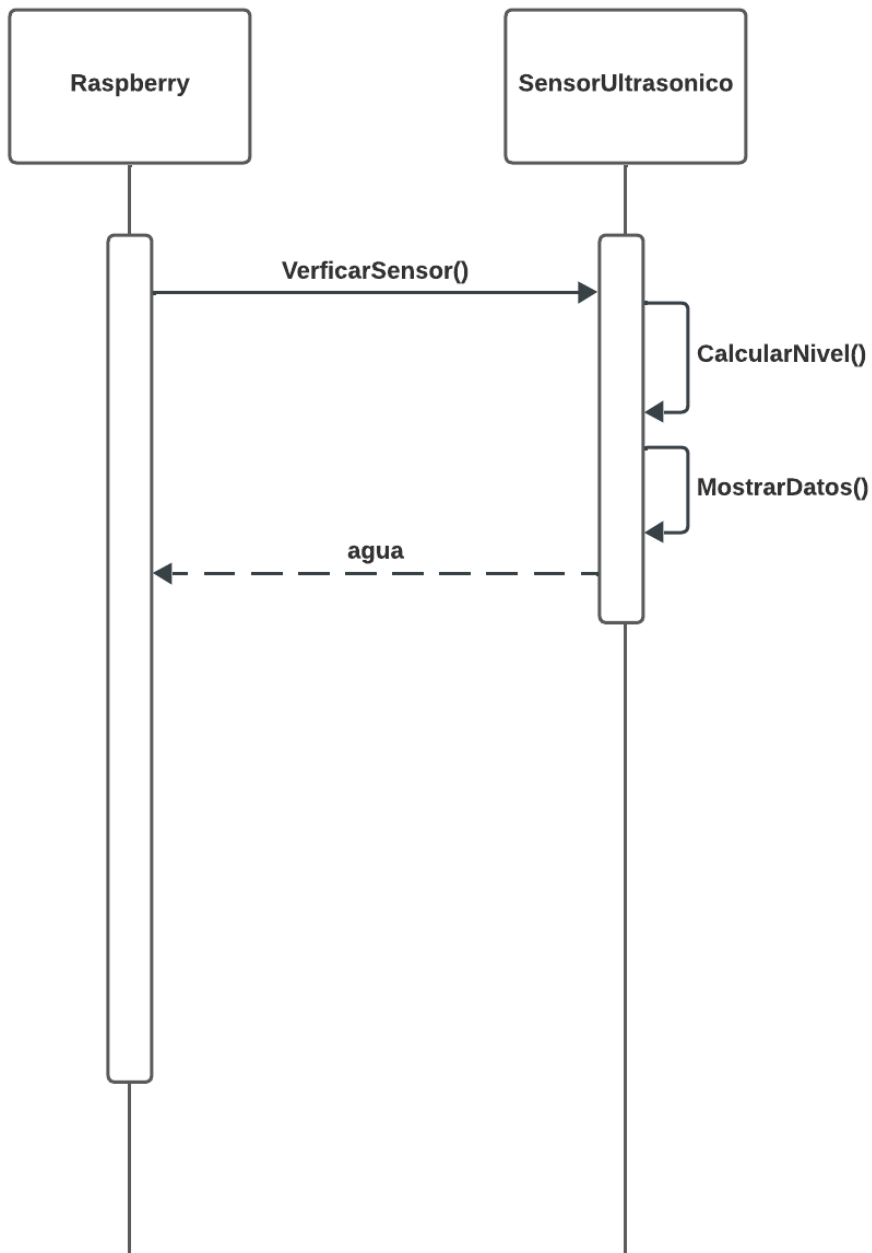 Raspberry
SensorUltrasonico
VerficarSensor()
CalcularNivel()
MostrarDatos()
agua